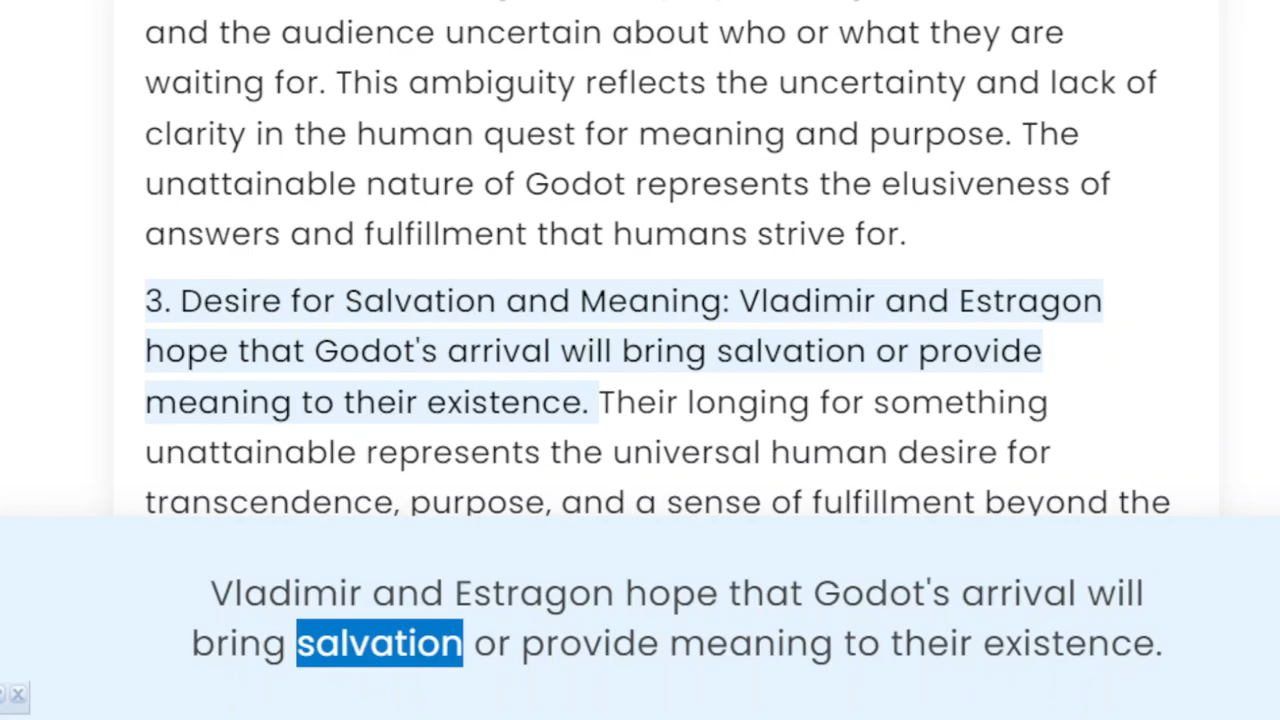 and the audience uncertain about who or what they are
waiting for. This ambiguity reflects the uncertainty and lack of
clarity in the human quest for meaning and purpose. The
unattainable nature of Godot represents the elusiveness of
answers and fulfillment that humans strive for.
3. Desire for Salvation and Meaning: Vladimir and Estragon
hope that Godot's arrival will bring salvation or provide
meaning to their existence. Their longing for something
unattainable represents the universal human desire for
transcendence, purpose, and a sense of fulfillment beyond the
Vladimir and Estragon hope that Godot's arrival will
bring salvation or provide meaning to their existence.